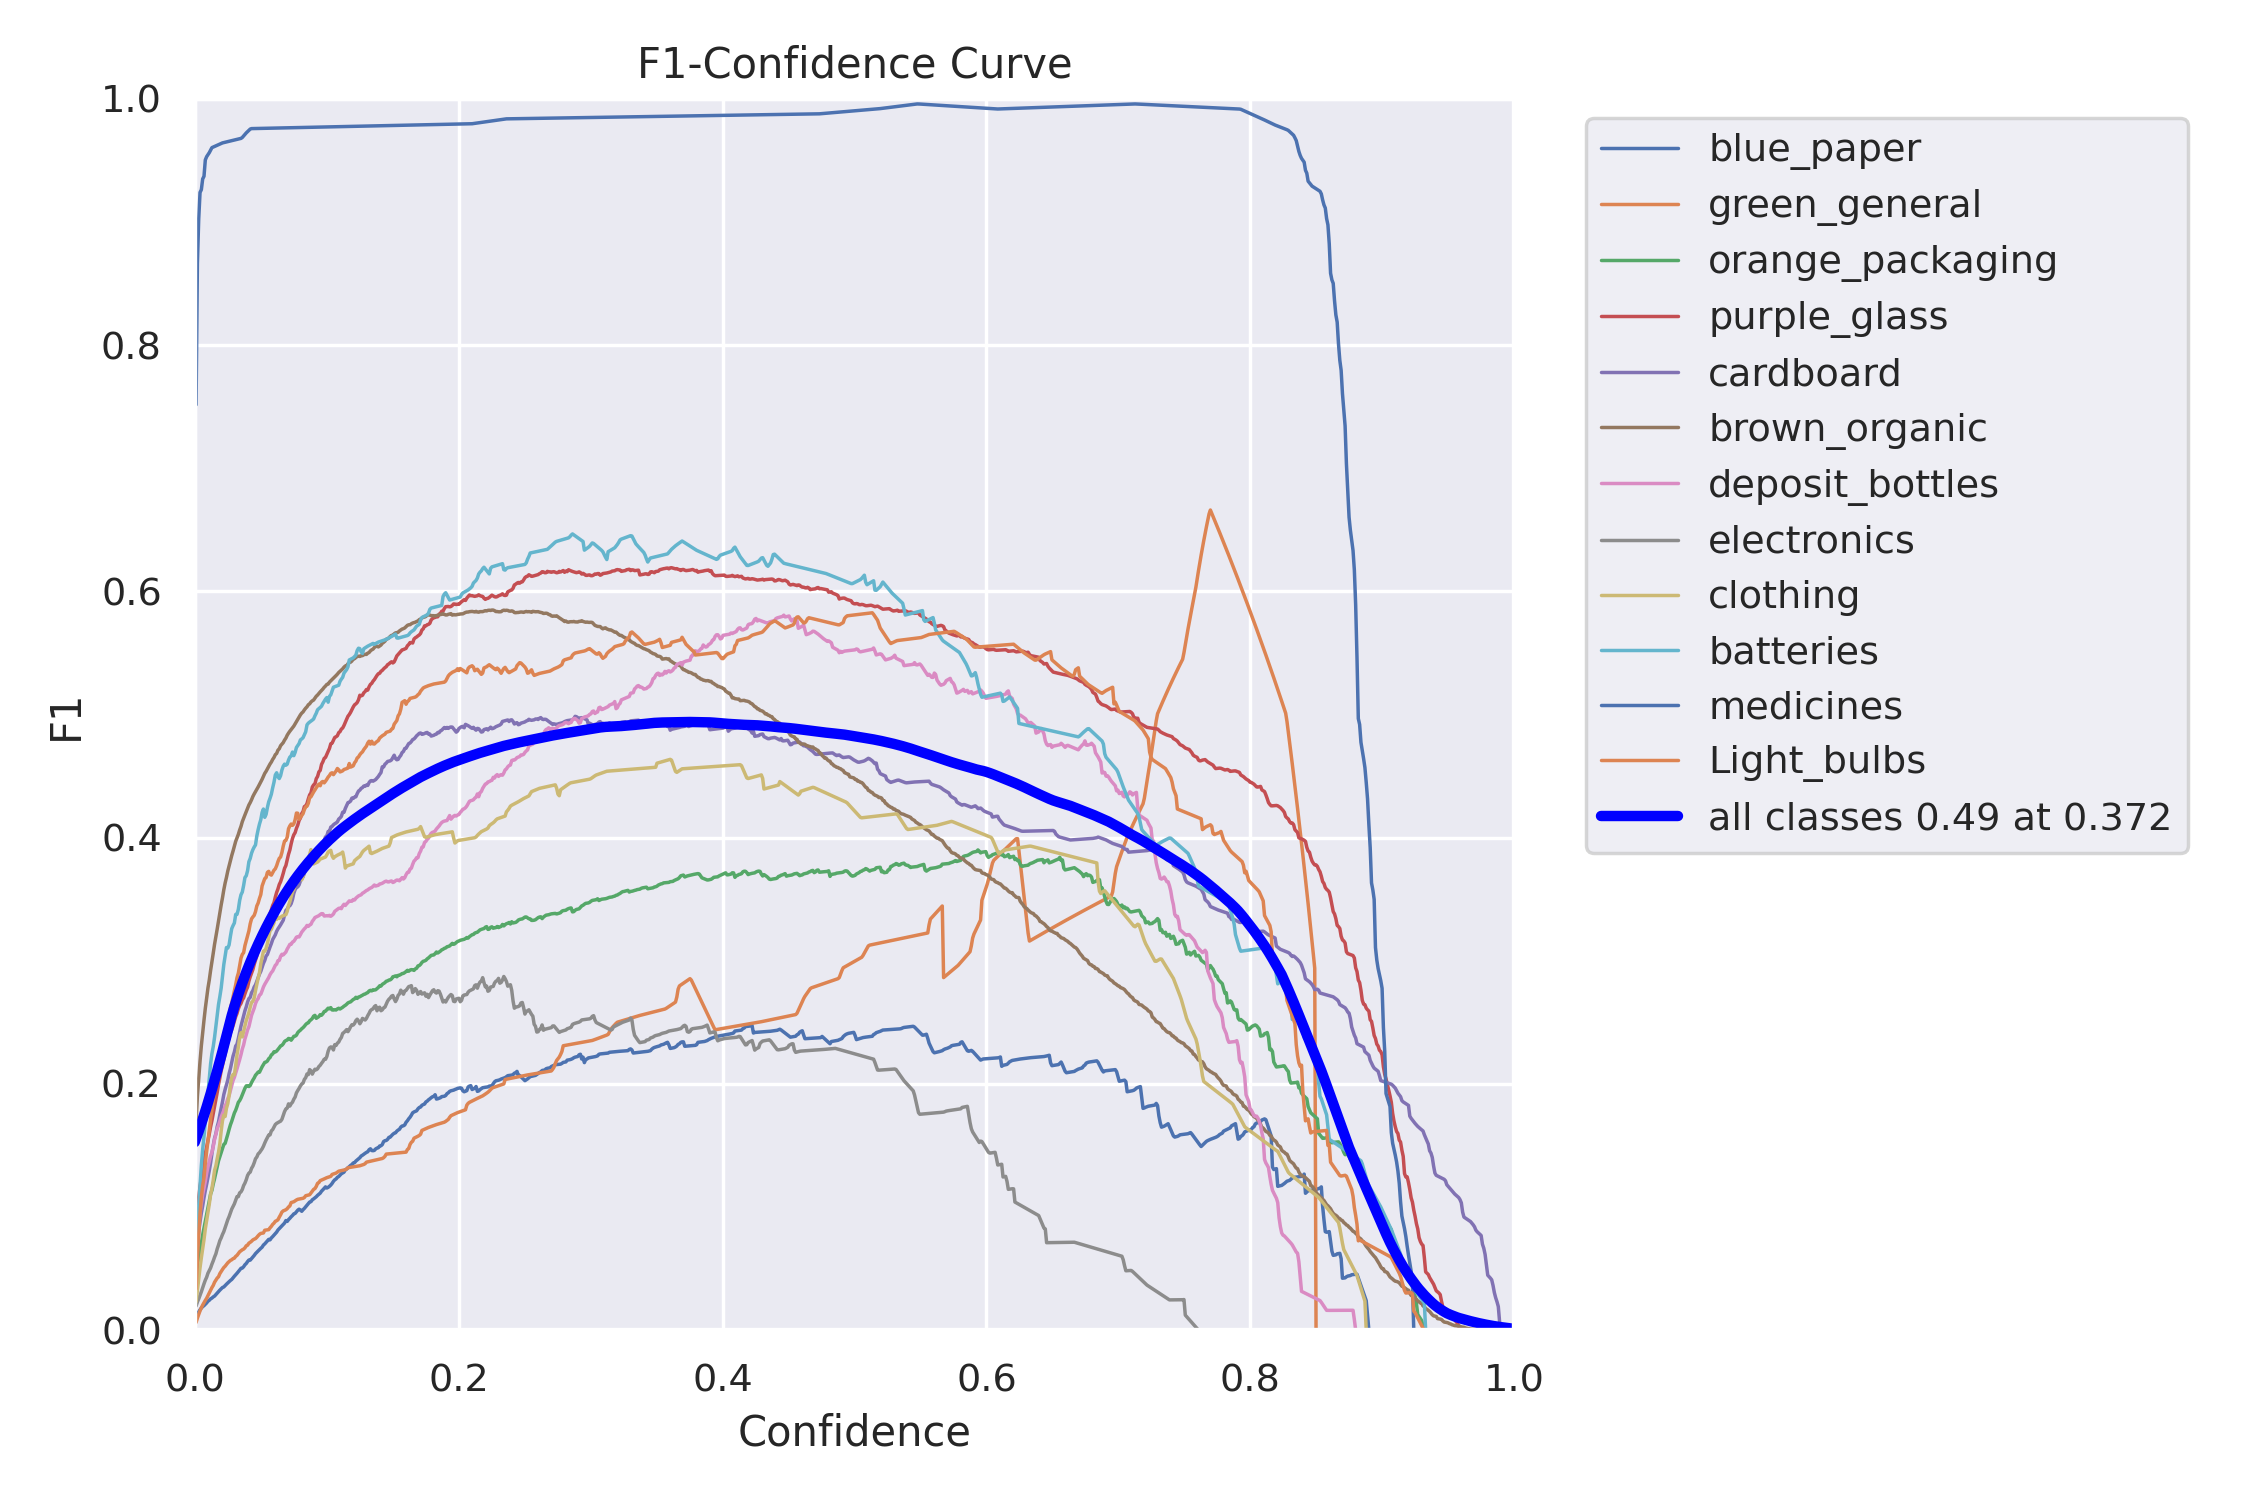 F1-Confidence Curve
1.0
0.8
0.6
0.4
0.2
0.0
F1
0.0 0.2 0.4 0.6 0.8 1.0
Confidence
blue_paper
green_general
orange_packaging
purple_glass
cardboard
brown_organic
deposit_bottles
electronics
clothing
batteries
medicines
Light_bulbs
all classes 0.49 at 0.372